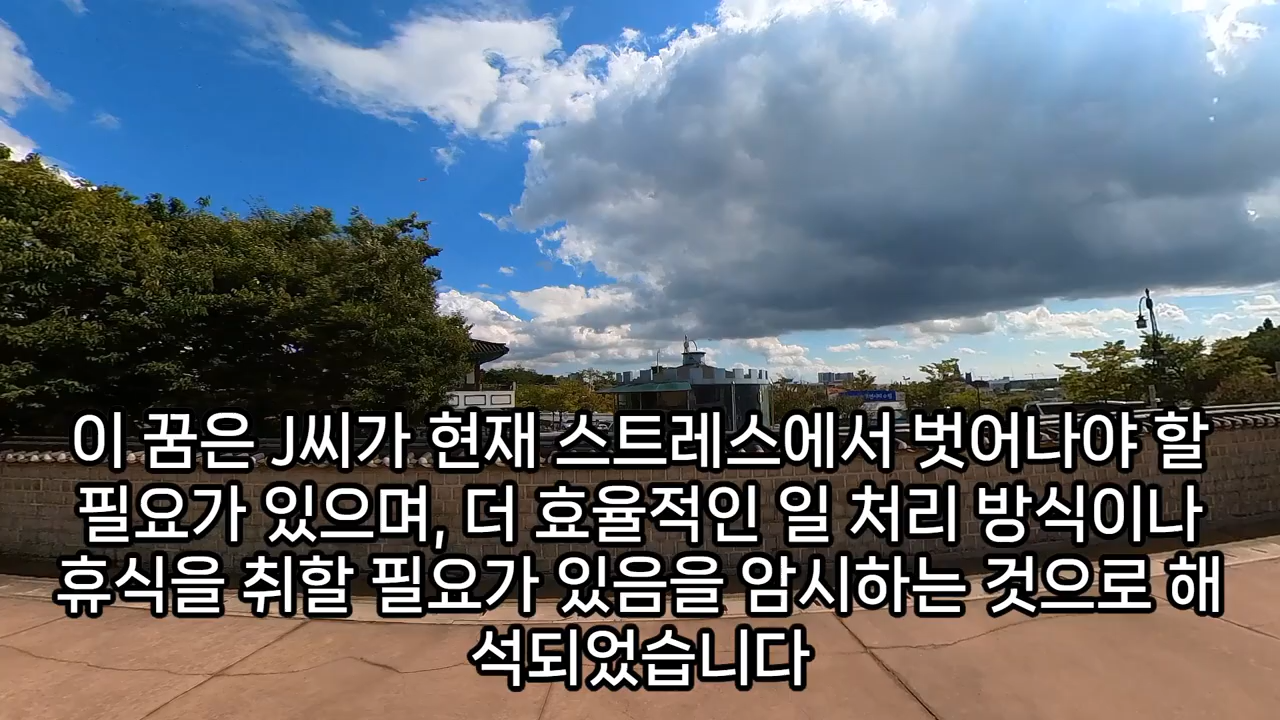 이 꿈은 J씨가 현재 스트레스에서 벗어나야 할
필요가 있으며, 더 효율적인 일 처리 방식이나
휴식을 취할 필요가 있음을 암시하는 것으로 해
석되었습니다